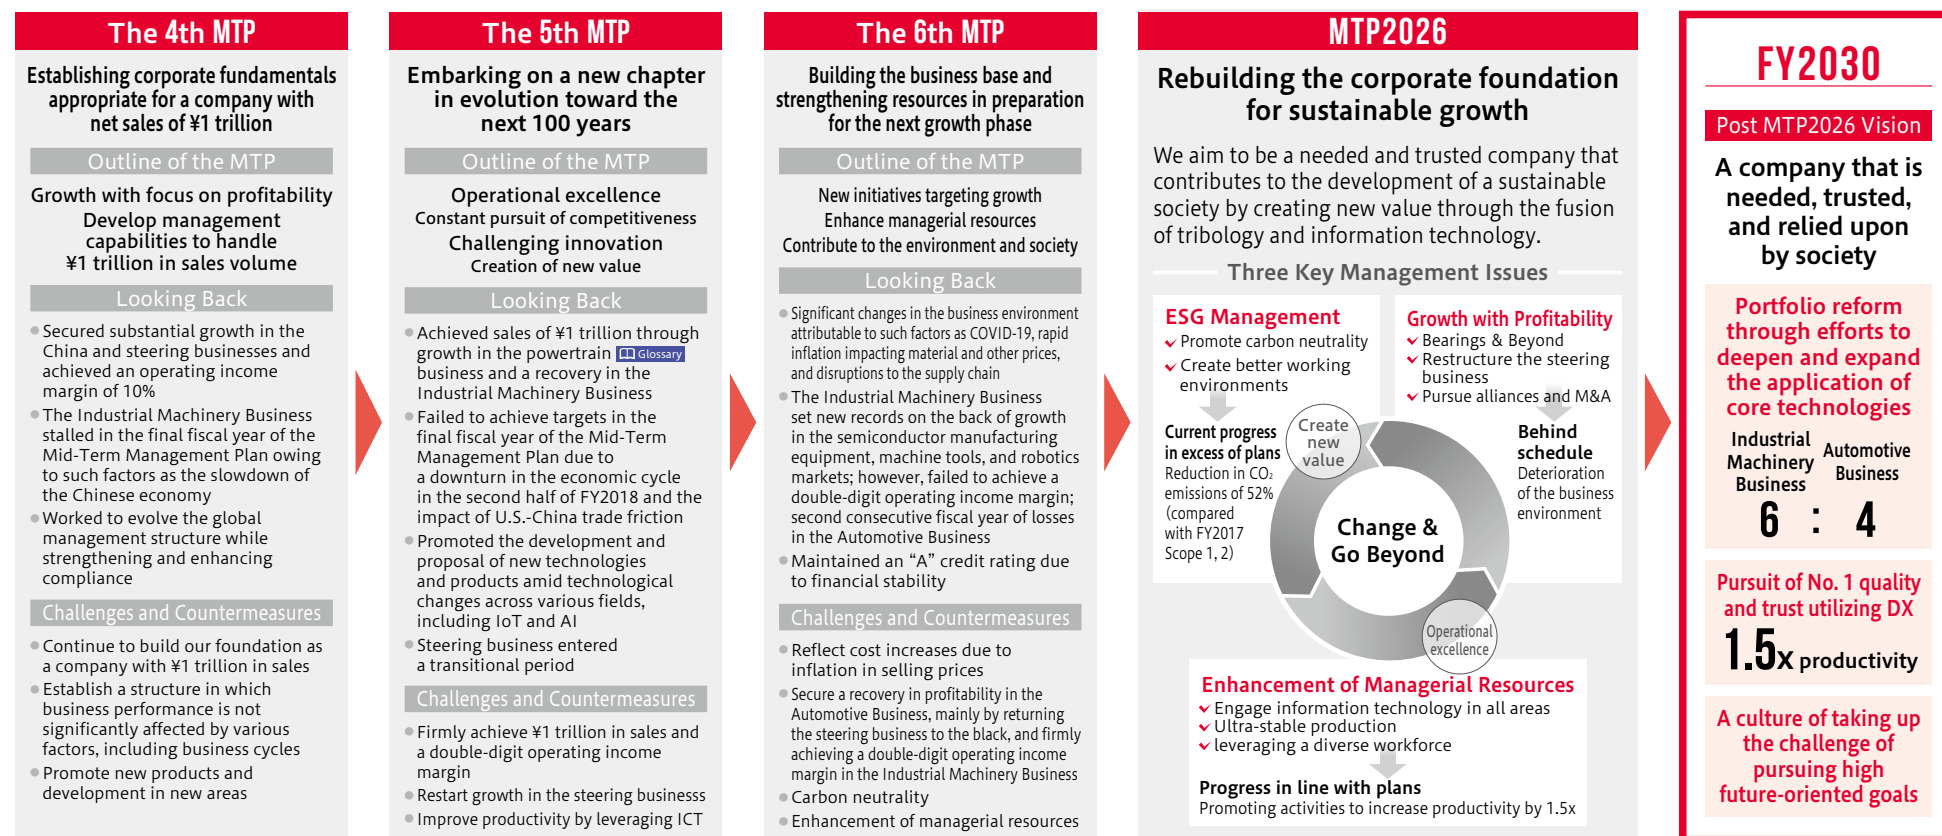 The 4th MTP
Establishing corporate fundamentals
appropriate for a company with
net sales of ¥1 trillion
Outline of the MTP
Growth with focus on profitability
Develop management
capabilities to handle
¥1 trillion in sales volume
Looking Back
Secured substantial growth in the
China and steering businesses and
achieved an operating income
margin of 10%
The Industrial Machinery Business
stalled in the final fiscal year of the
Mid-Term Management Plan owing
to such factors as the slowdown of
the Chinese economy
Worked to evolve the global
management structure while
strengthening and enhancing
compliance
Challenges and Countermeasures
Continue to build our foundation as
a company with ¥1 trillion in sales
Establish a structure in which
business performance is not
significantly affected by various
factors, including business cycles
Promote new products and
development in new areas
The 5th MTP
Embarking on a new chapter
in evolution toward the
next 100 years
Outline of the MTP
Operational excellence
Constant pursuit of competitiveness
Challenging innovation
Creation of new value
Looking Back
Achieved sales of ¥1 trillion through
growth in the powertrain Glossary
business and a recovery in the
Industrial Machinery Business
Failed to achieve targets in the
final fiscal year of the Mid-Term
Management Plan due to
a downturn in the economic cycle
in the second half of FY2018 and the
impact of U.S.-China trade friction
Promoted the development and
proposal of new technologies
and products amid technological
changes across various fields,
including IoT and AI
Steering business entered
a transitional period
Challenges and Countermeasures
Firmly achieve ¥1 trillion in sales and
a double-digit operating income
margin
Restart growth in the steering businesss
Improve productivity by leveraging ICT
The 6th MTP
Building the business base and
strengthening resources in preparation
for the next growth phase
Outline of the MTP
New initiatives targeting growth
Enhance managerial resources
Contribute to the environment and society
Looking Back
Significant changes in the business environment
attributable to such factors as COVID-19, rapid
inflation impacting material and other prices,
and disruptions to the supply chain
The Industrial Machinery Business
set new records on the back of growth
in the semiconductor manufacturing
equipment, machine tools, and robotics
markets; however, failed to achieve a
double-digit operating income margin;
second consecutive fiscal year of losses
in the Automotive Business
Maintained an “A” credit rating due
to financial stability
Challenges and Countermeasures
Reflect cost increases due to
inflation in selling prices
Secure a recovery in profitability in the
Automotive Business, mainly by returning
the steering business to the black, and firmly
achieving a double-digit operating income
margin in the Industrial Machinery Business
Carbon neutrality
Enhancement of managerial resources
MTP2026
Rebuilding the corporate foundation
for sustainable growth
We aim to be a needed and trusted company that
contributes to the development of a sustainable
society by creating new value through the fusion
of tribology and information technology.
Three Key Management Issues
ESG Management
Promote carbon neutrality
Create better working
environments
Current progress
in excess of plans
Reduction in CO₂
emissions of 52%
(compared
with FY2017
Scope 1, 2)
Growth with Profitability
Bearings & Beyond
Restructure the steering
business
Pursue alliances and M&A
Behind
schedule
Deterioration
of the business
environment
Create
new
value
Change &
Go Beyond
Operational
excellence
Enhancement of Managerial Resources
Engage information technology in all areas
Ultra-stable production
leveraging a diverse workforce
Progress in line with plans
Promoting activities to increase productivity by 1.5x
FY2030
Post MTP2026 Vision
A company that is
needed, trusted,
and relied upon
by society
Portfolio reform
through efforts to
deepen and expand
the application of
core technologies
Industrial
Machinery
Business
Automotive
Business
6 : 4
Pursuit of No. 1 quality
and trust utilizing DX
1.5x productivity
A culture of taking up
the challenge of
pursuing high
future-oriented goals